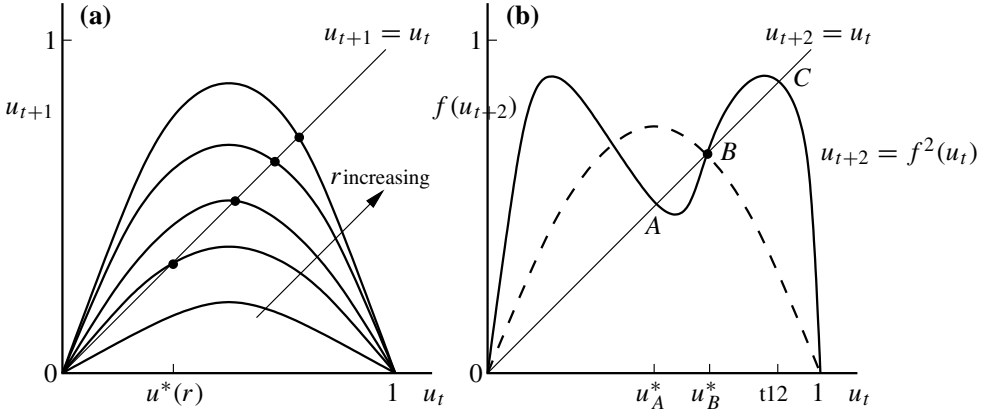 (a)
1
u_{t+1} = u_t
u_{t+1}
r increasing
0
u*(r)
1
u_t
(b)
1
u_{t+2} = u_t
C
f(u_{t+2})
B
u_{t+2} = f²(u_t)
A
0
u*_A
u*_B
t12
1
u_t